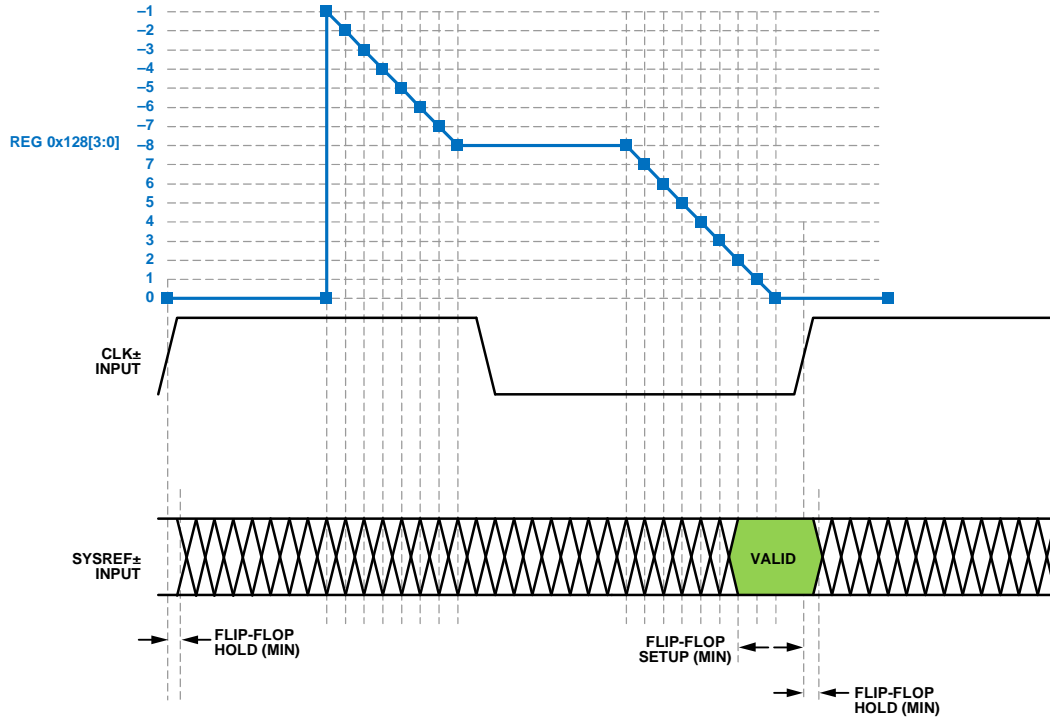 –1
–2
–3
–4
–5
–6
–7
REG 0x128[3:0]
–8
7
6
5
4
3
2
1
0
CLK±
INPUT
SYSREF±
INPUT
VALID
FLIP-FLOP
HOLD (MIN)
FLIP-FLOP
SETUP (MIN)
FLIP-FLOP
HOLD (MIN)